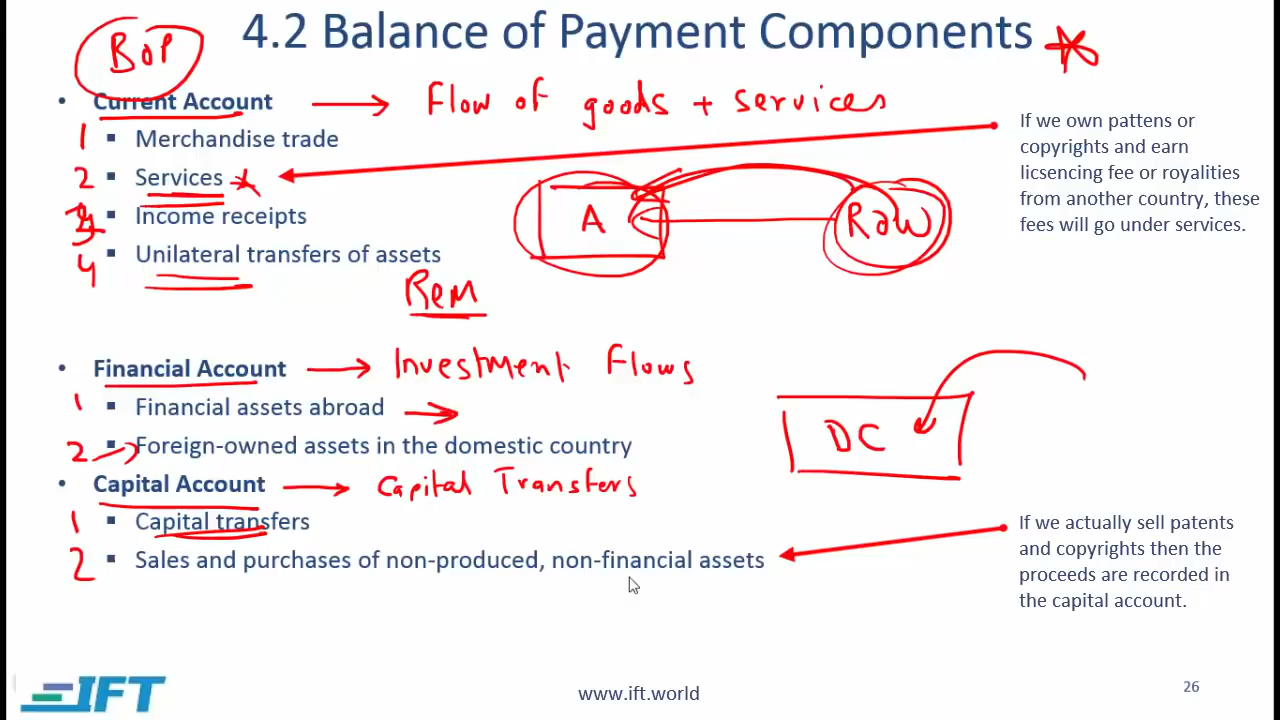 4.2 Balance of Payment Components
BOP
• Current Account → Flow of goods + services
1 ▪ Merchandise trade
2 ▪ Services
3 ▪ Income receipts
4 ▪ Unilateral transfers of assets
Rem
If we own pattens or
copyrights and earn
licsencing fee or royalities
from another country, these
fees will go under services.
A
RoW
• Financial Account → Investment Flows
1 ▪ Financial assets abroad →
2 ▪ Foreign-owned assets in the domestic country
DC
• Capital Account → Capital Transfers
1 ▪ Capital transfers
2 ▪ Sales and purchases of non-produced, non-financial assets
If we actually sell patents
and copyrights then the
proceeds are recorded in
the capital account.
IFT
www.ift.world
26